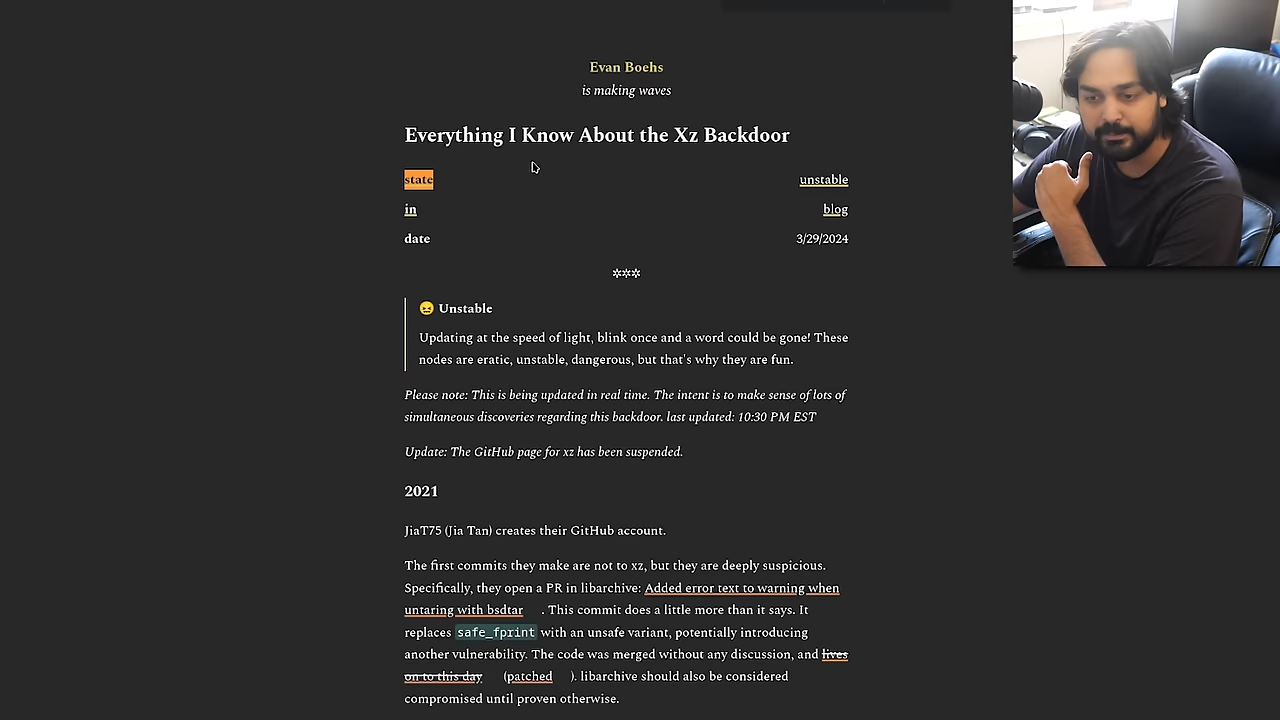 Evan Boehs
is making waves
Everything I Know About the Xz Backdoor
state unstable
in blog
date 3/29/2024
✲✲✲
😖 Unstable
Updating at the speed of light, blink once and a word could be gone! These
nodes are eratic, unstable, dangerous, but that's why they are fun.
Please note: This is being updated in real time. The intent is to make sense of lots of
simultaneous discoveries regarding this backdoor. last updated: 10:30 PM EST
Update: The GitHub page for xz has been suspended.
2021
JiaT75 (Jia Tan) creates their GitHub account.
The first commits they make are not to xz, but they are deeply suspicious.
Specifically, they open a PR in libarchive: Added error text to warning when
untaring with bsdtar . This commit does a little more than it says. It
replaces safe_fprint with an unsafe variant, potentially introducing
another vulnerability. The code was merged without any discussion, and lives
on to this day (patched ). libarchive should also be considered
compromised until proven otherwise.